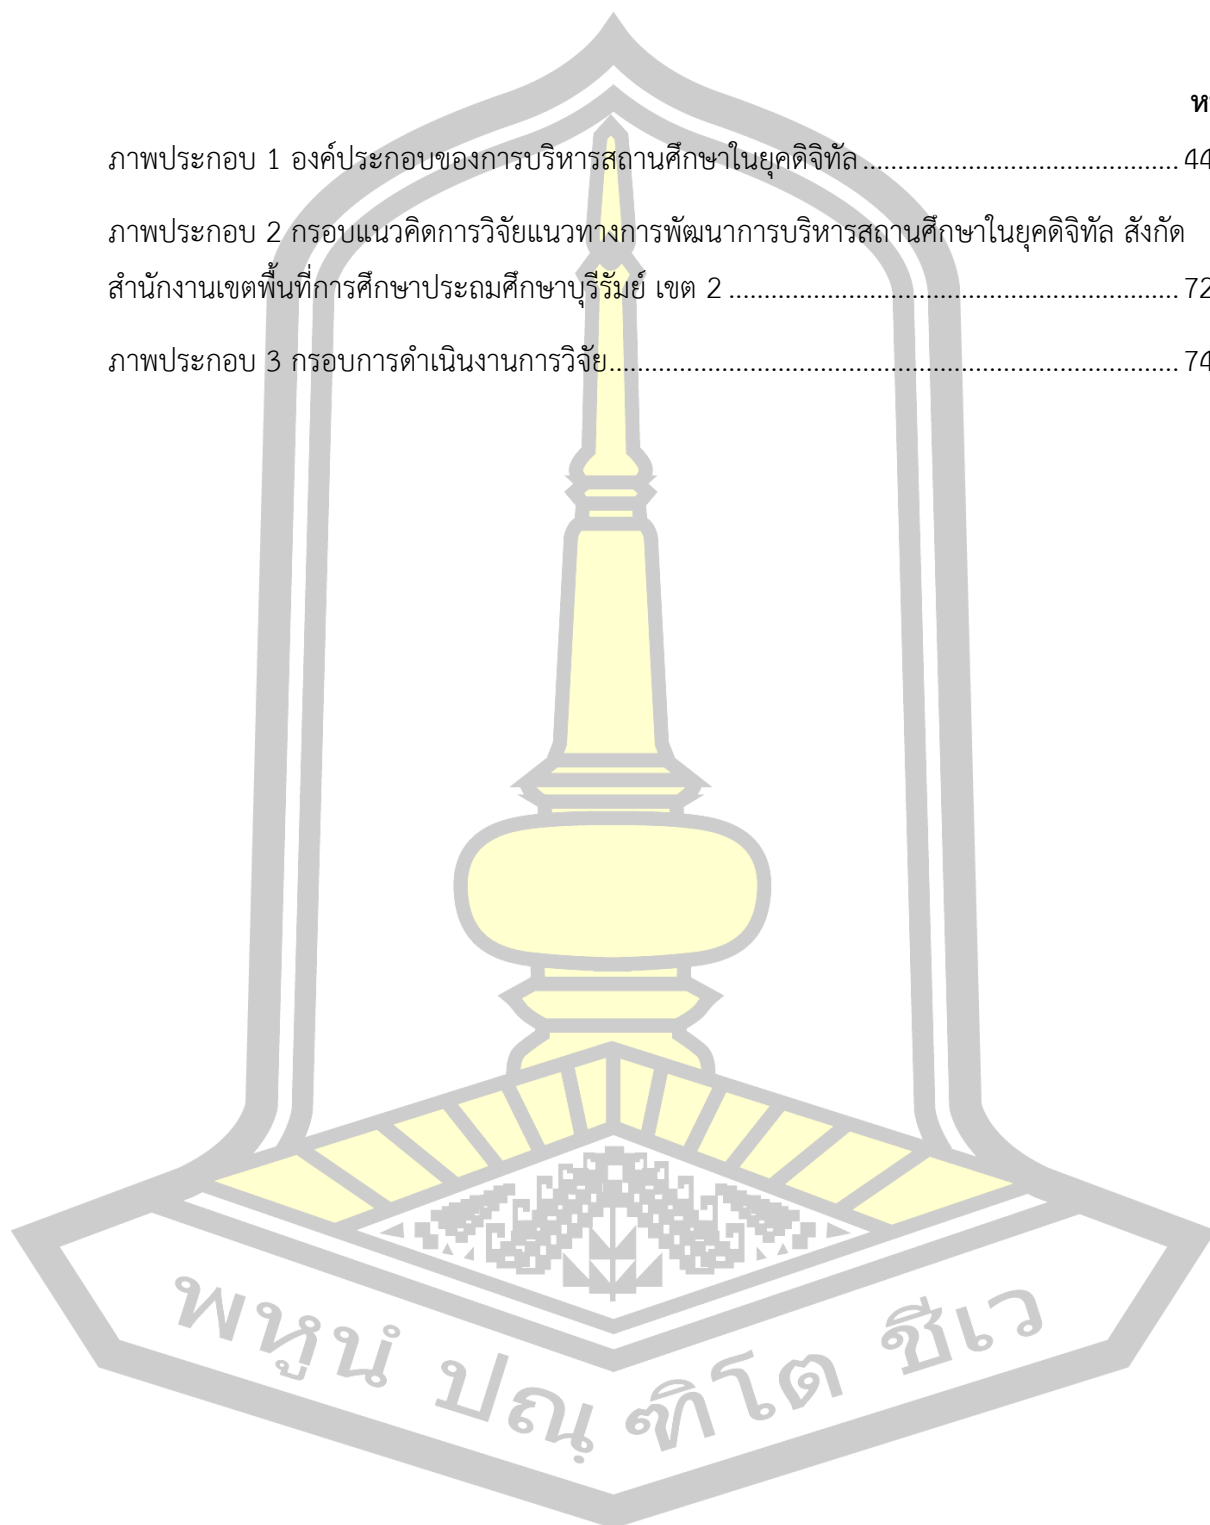 ห
ภาพประกอบ 1 องค์ประกอบของการบริหารสถานศึกษาในยุคดิจิทัล ........................................ 44
ภาพประกอบ 2 กรอบแนวคิดการวิจัยแนวทางการพัฒนาการบริหารสถานศึกษาในยุคดิจิทัล สังกัด
สำนักงานเขตพื้นที่การศึกษาประถมศึกษาบุรีรัมย์ เขต 2 ......................................................... 72
ภาพประกอบ 3 กรอบการดำเนินงานการวิจัย........................................................................ 74
พหูนํ ปณฺฑิโต ชีเว